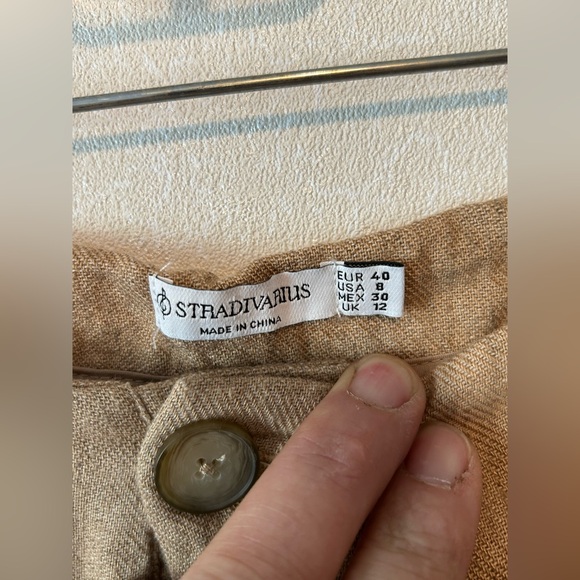 STRADIVARIUS
MADE IN CHINA
EUR 40
USA 8
MEX 30
UK 12